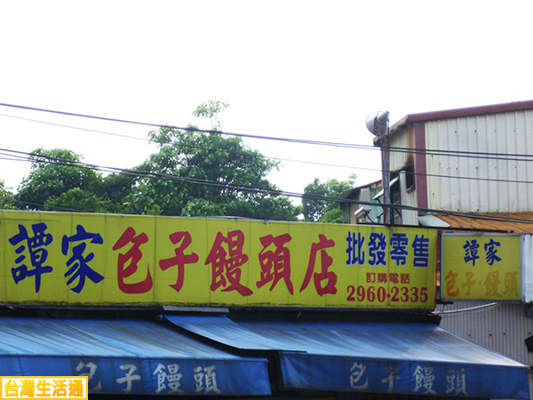 譚家包子饅頭店
批發零售
訂購電話
2960-2335
譚家
包子·饅頭
包子饅頭
包子饅頭
台灣生活通